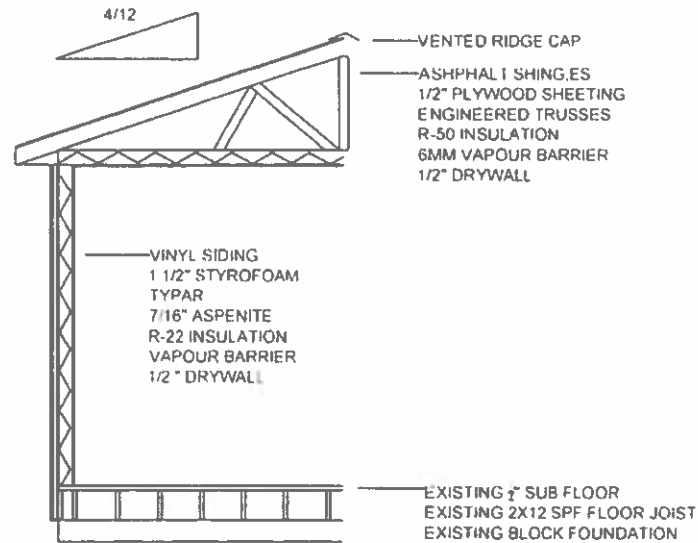 4/12
VENTED RIDGE CAP
ASHPHALT SHING,ES
1/2" PLYWOOD SHEETING
ENGINEERED TRUSSES
R-50 INSULATION
6MM VAPOUR BARRIER
1/2" DRYWALL
VINYL SIDING
1 1/2" STYROFOAM
TYPAR
7/16" ASPENITE
R-22 INSULATION
VAPOUR BARRIER
1/2 " DRYWALL
EXISTING SUB FLOOR
EXISTING 2X12 SPF FLOOR JOIST
EXISTING BLOCK FOUNDATION